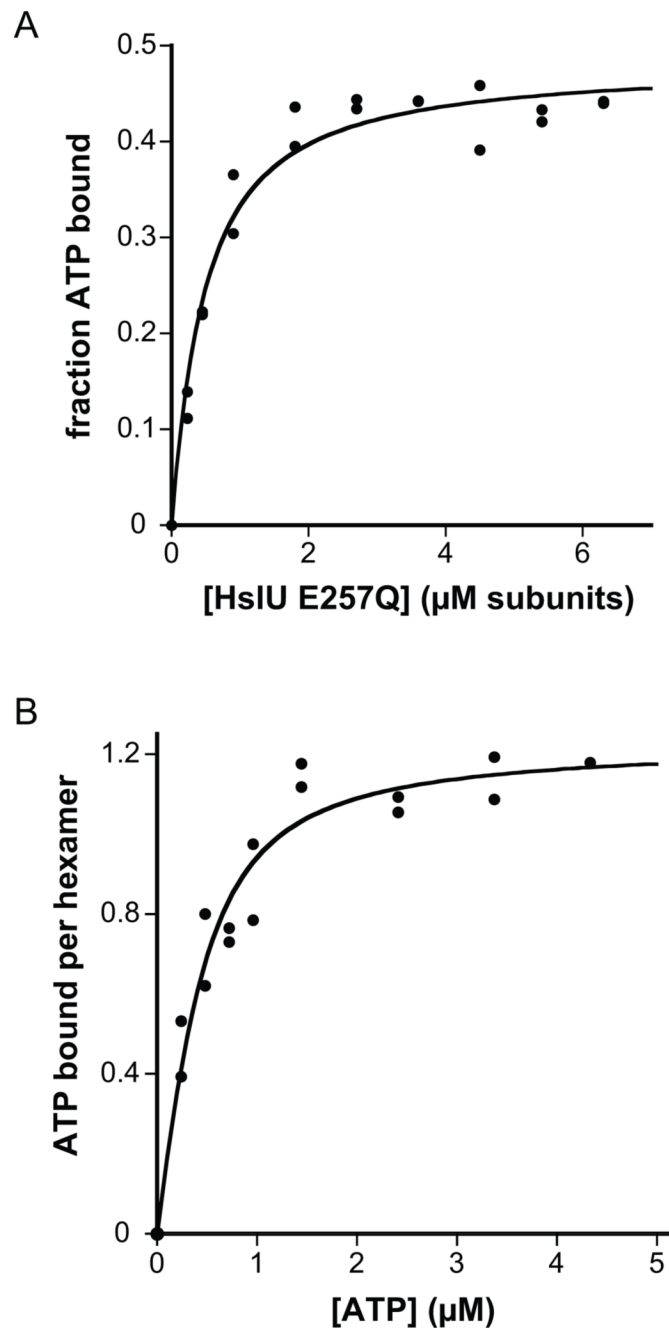 A
0.5
0.4
0.3
0.2
0.1
0
fraction ATP bound
0 2 4 6
[HslU E257Q] (µM subunits)
B
1.2
0.8
0.4
0
ATP bound per hexamer
0 1 2 3 4 5
[ATP] (µM)